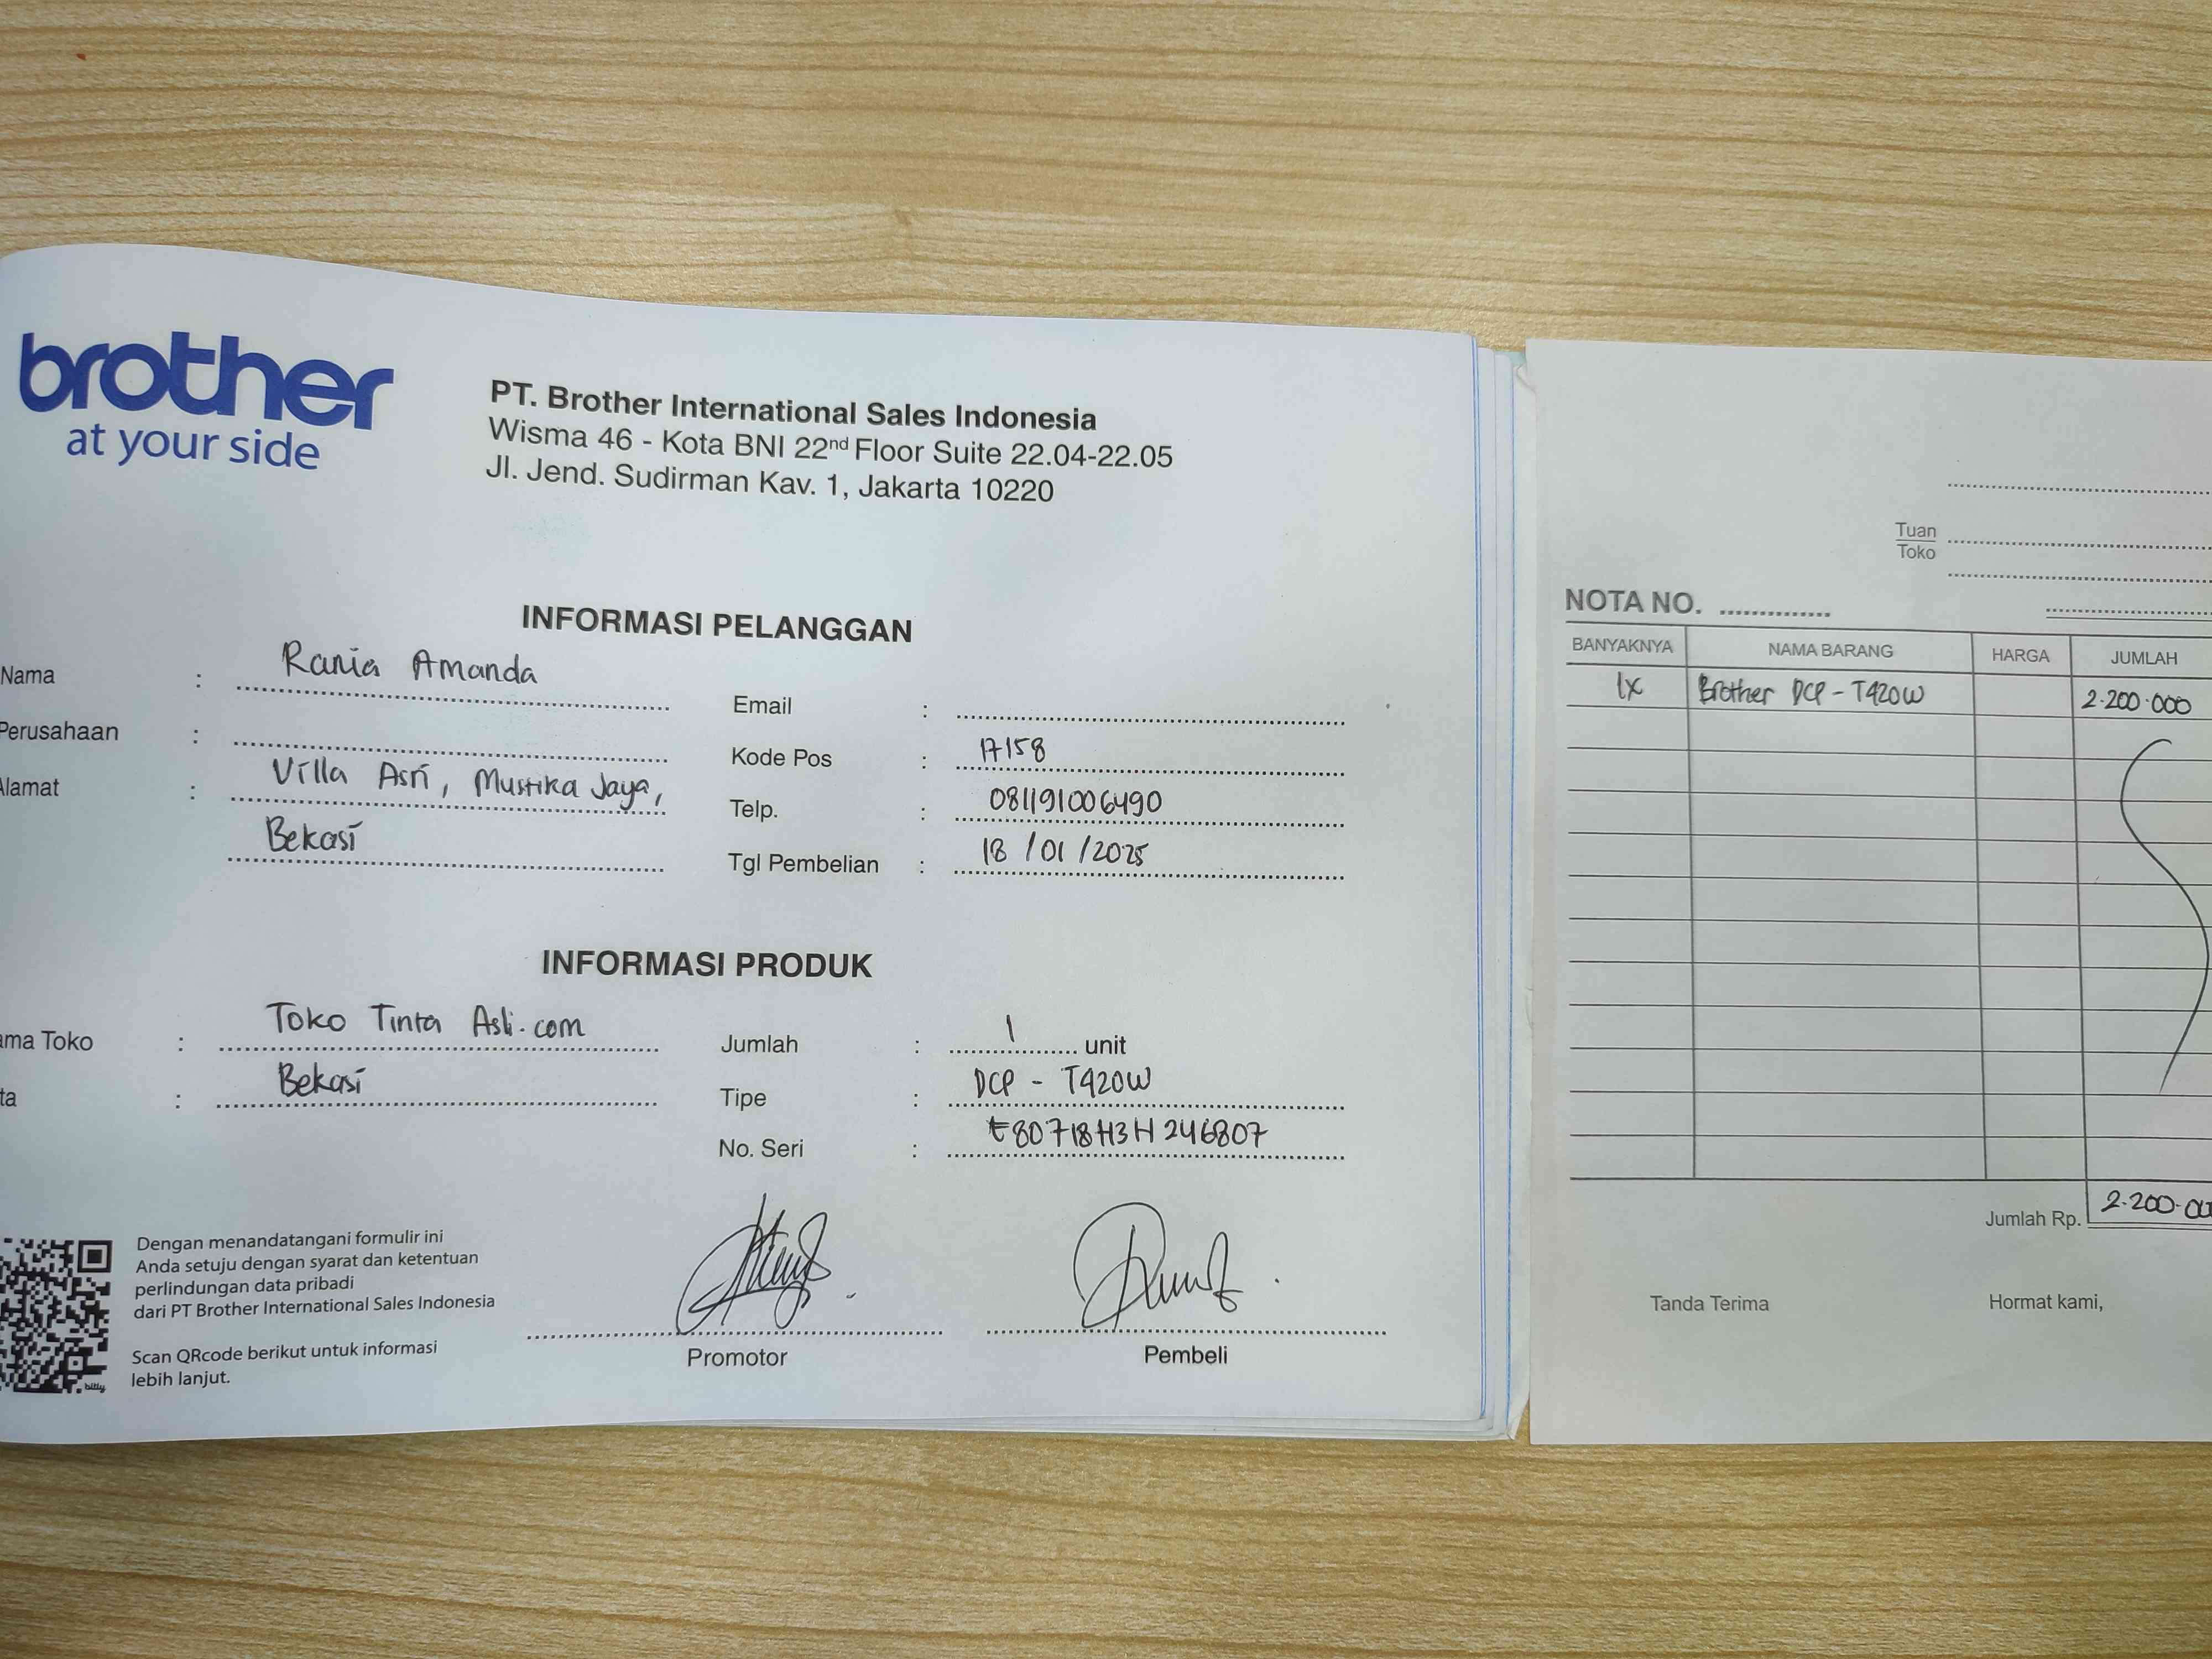 brother
at your side
PT. Brother International Sales Indonesia
Wisma 46 - Kota BNI 22nd Floor Suite 22.04-22.05
Jl. Jend. Sudirman Kav. 1, Jakarta 10220
INFORMASI PELANGGAN
Nama : Rania Amanda
Perusahaan :
Alamat : Villa Asri, Mustika Jaya,
Bekasi
Email :
Kode Pos : 17158
Telp. : 081191006490
Tgl Pembelian : 18 / 01 / 2025
INFORMASI PRODUK
ama Toko : Toko Tinta Asli.com
ta : Bekasi
Jumlah : 1 unit
Tipe : DCP - T420W
No. Seri : E80718H3H246807
Dengan menandatangani formulir ini
Anda setuju dengan syarat dan ketentuan
perlindungan data pribadi
dari PT Brother International Sales Indonesia
Scan QRcode berikut untuk informasi
lebih lanjut.
bitly
Promotor
Pembeli
Tuan
Toko
NOTA NO.
BANYAKNYA NAMA BARANG HARGA JUMLAH
1x Brother DCP - T420W 2.200.000
Jumlah Rp. 2.200.00
Tanda Terima Hormat kami,